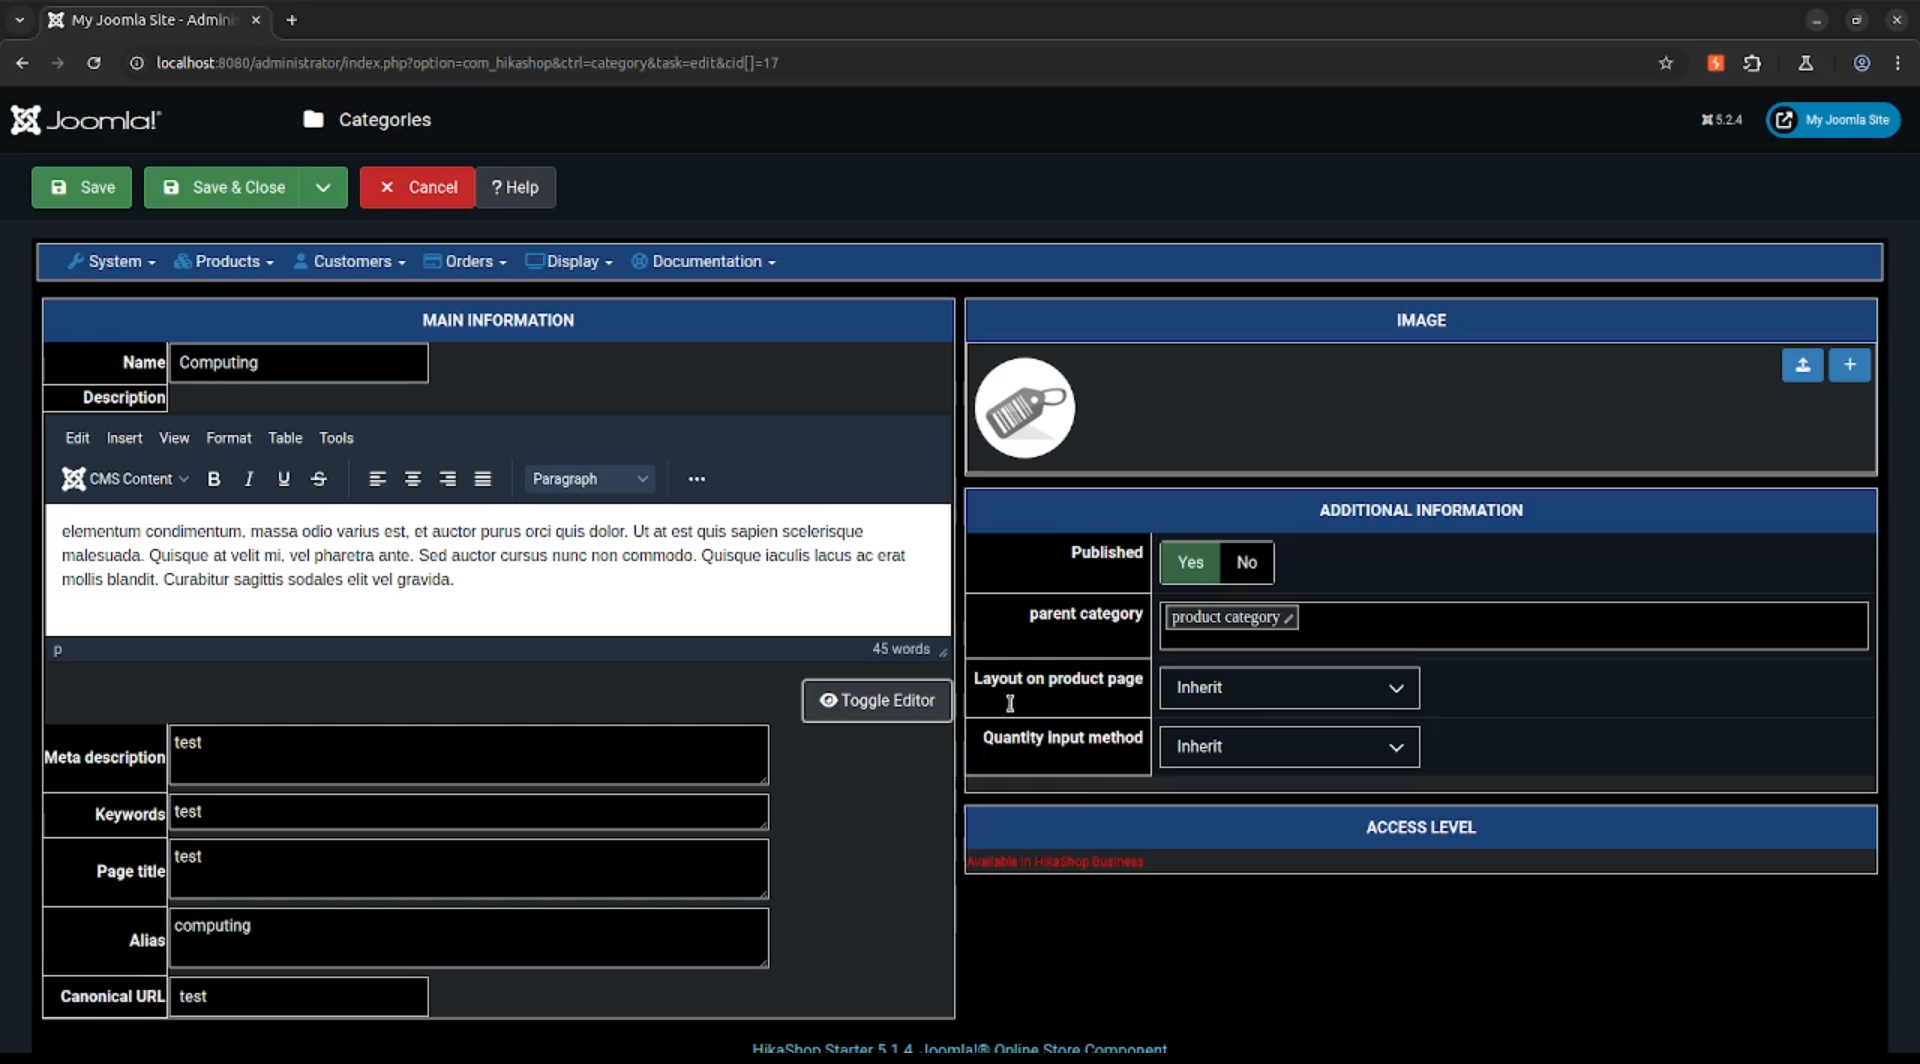 My Joomla Site - Admini
localhost:8080/administrator/index.php?option=com_hikashop&ctrl=category&task=edit&cid[]=17
Joomla!®
Categories
5.2.4
My Joomla Site
Save
Save & Close
Cancel
? Help
System
Products
Customers
Orders
Display
Documentation
MAIN INFORMATION
Name
Computing
Description
Edit Insert View Format Table Tools
CMS Content
B I U S
Paragraph
...
elementum condimentum, massa odio varius est, et auctor purus orci quis dolor. Ut at est quis sapien scelerisque
malesuada. Quisque at velit mi, vel pharetra ante. Sed auctor cursus nunc non commodo. Quisque iaculis lacus ac erat
mollis blandit. Curabitur sagittis sodales elit vel gravida.
p
45 words
Toggle Editor
Meta description
test
Keywords
test
Page title
test
Alias
computing
Canonical URL
test
IMAGE
ADDITIONAL INFORMATION
Published
Yes
No
parent category
product category
Layout on product page
Inherit
Quantity input method
Inherit
ACCESS LEVEL
Available in HikaShop Business
HikaShop Starter 5.1.4, Joomla!® Online Store Component